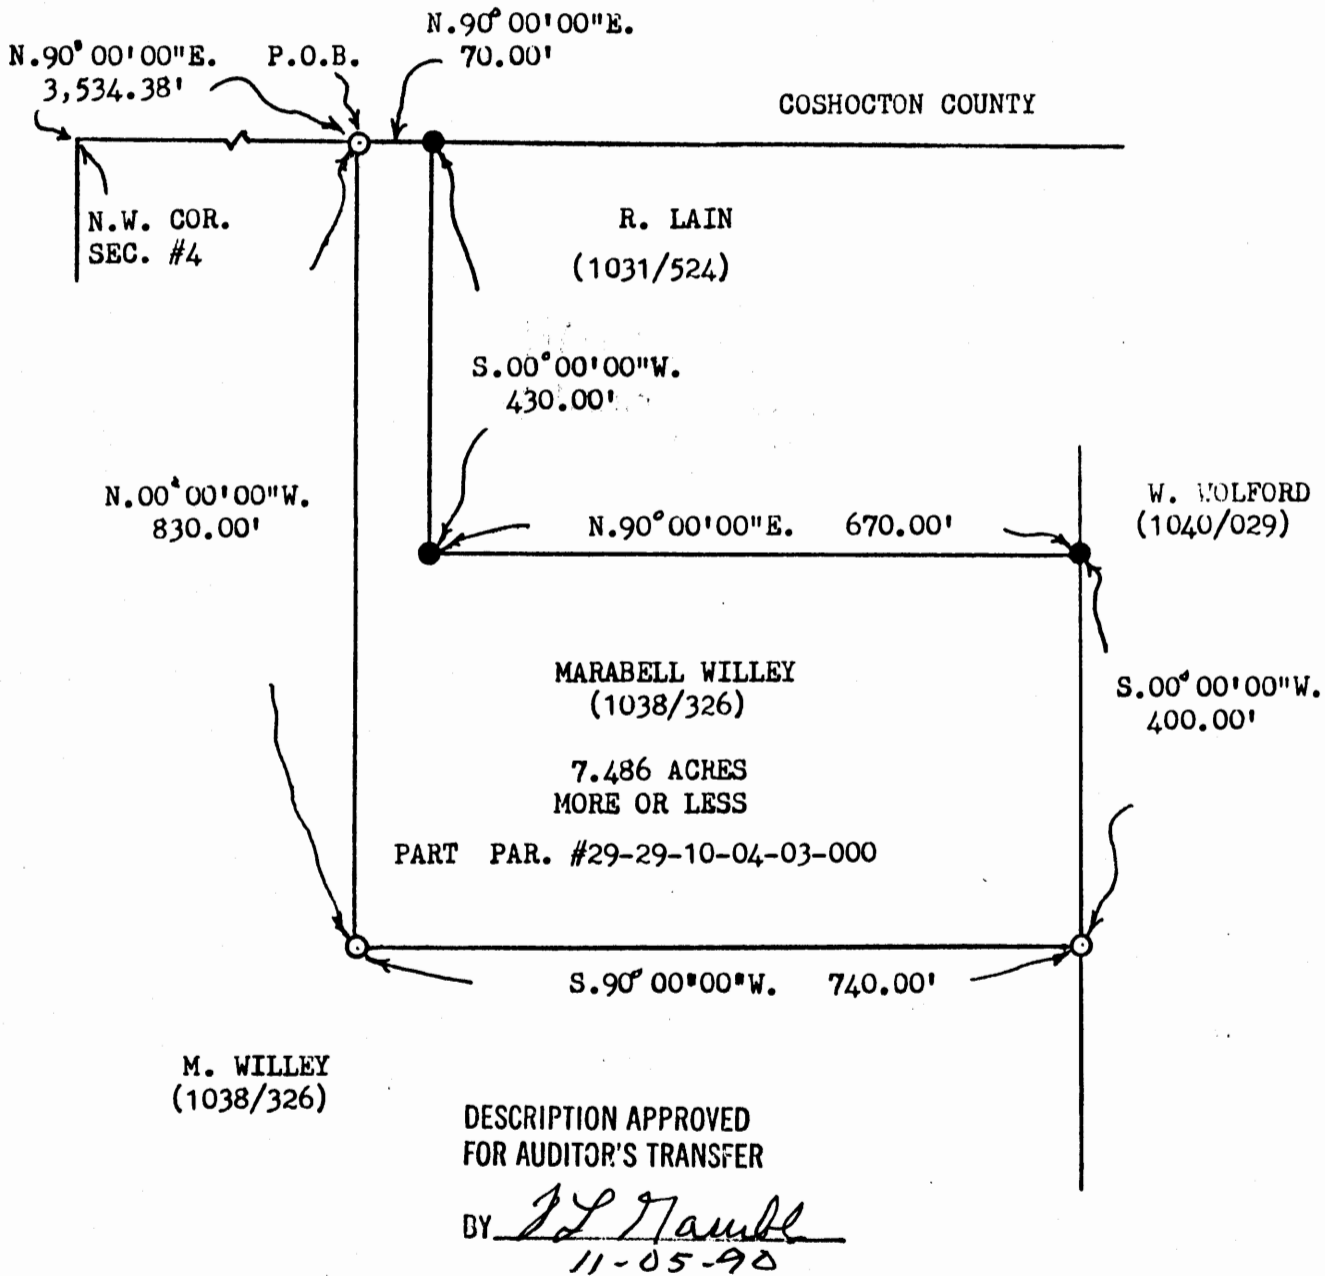 N.90°00'00"E.
70.00'
N.90°00'00"E.
3,534.38'
P.O.B.
COSHOCTON COUNTY
N.W. COR.
SEC. #4
R. LAIN
(1031/524)
S.00°00'00"W.
430.00'
N.00°00'00"W.
830.00'
W. WOLFORD
(1040/029)
N.90°00'00"E. 670.00'
MARABELL WILLEY
(1038/326)
S.00°00'00"W.
400.00'
7.486 ACRES
MORE OR LESS
PART PAR. #29-29-10-04-03-000
S.90°00'00"W. 740.00'
M. WILLEY
(1038/326)
DESCRIPTION APPROVED
FOR AUDITOR'S TRANSFER
BY
11-05-90